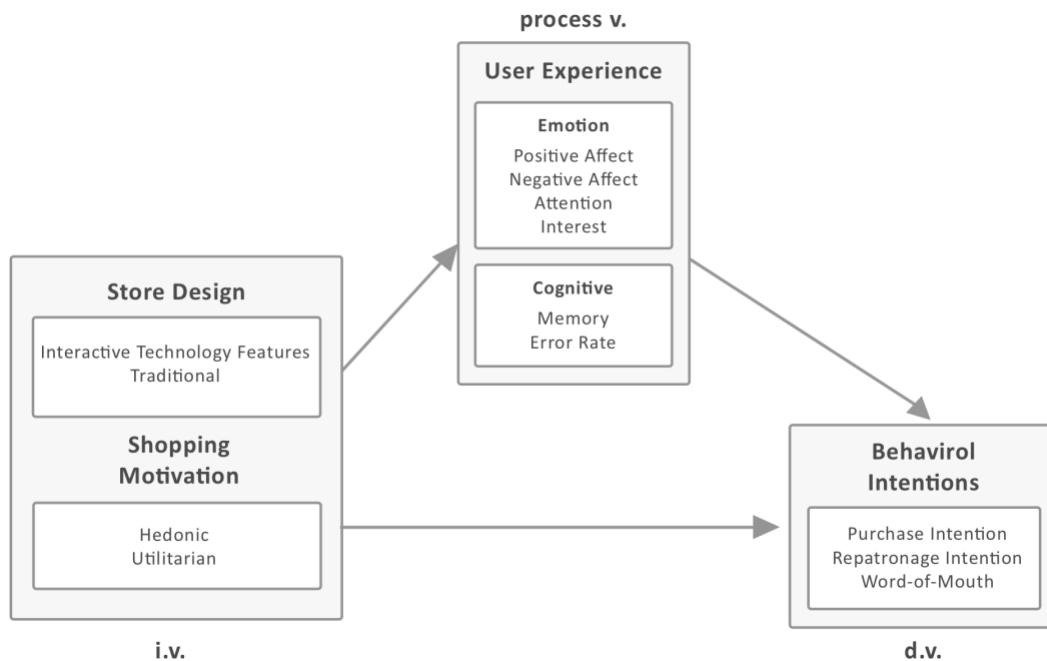 process v.
User Experience
Emotion
Positive Affect
Negative Affect
Attention
Interest
Cognitive
Memory
Error Rate
Store Design
Interactive Technology Features
Traditional
Shopping
Motivation
Hedonic
Utilitarian
i.v.
Behavirol
Intentions
Purchase Intention
Repatronage Intention
Word-of-Mouth
d.v.